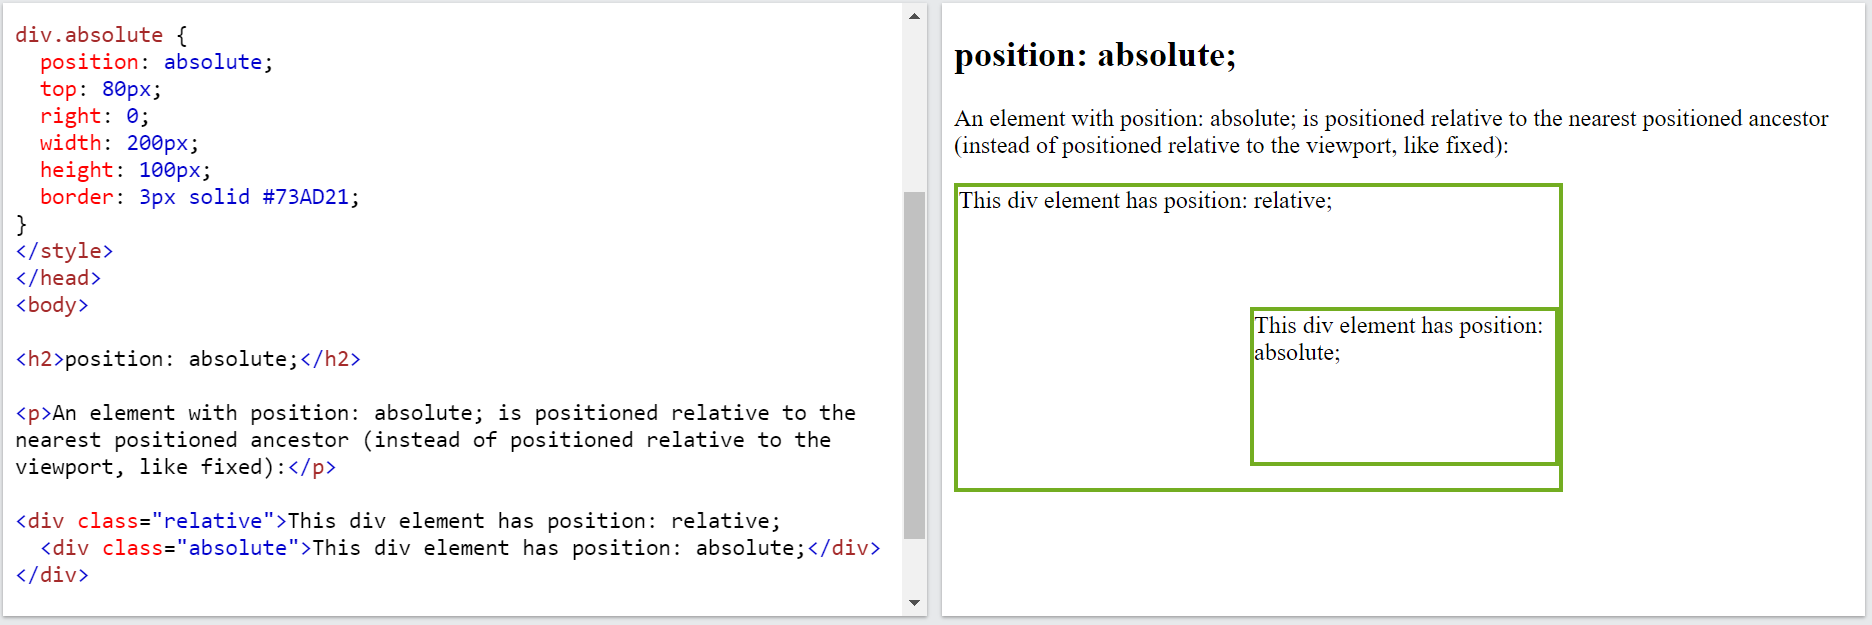 div.absolute {
  position: absolute;
  top: 80px;
  right: 0;
  width: 200px;
  height: 100px;
  border: 3px solid #73AD21;
}
</style>
</head>
<body>
<h2>position: absolute;</h2>
<p>An element with position: absolute; is positioned relative to the
nearest positioned ancestor (instead of positioned relative to the
viewport, like fixed):</p>
<div class="relative">This div element has position: relative;
  <div class="absolute">This div element has position: absolute;</div>
</div>
position: absolute;
An element with position: absolute; is positioned relative to the nearest positioned ancestor
(instead of positioned relative to the viewport, like fixed):
This div element has position: relative;
This div element has position:
absolute;